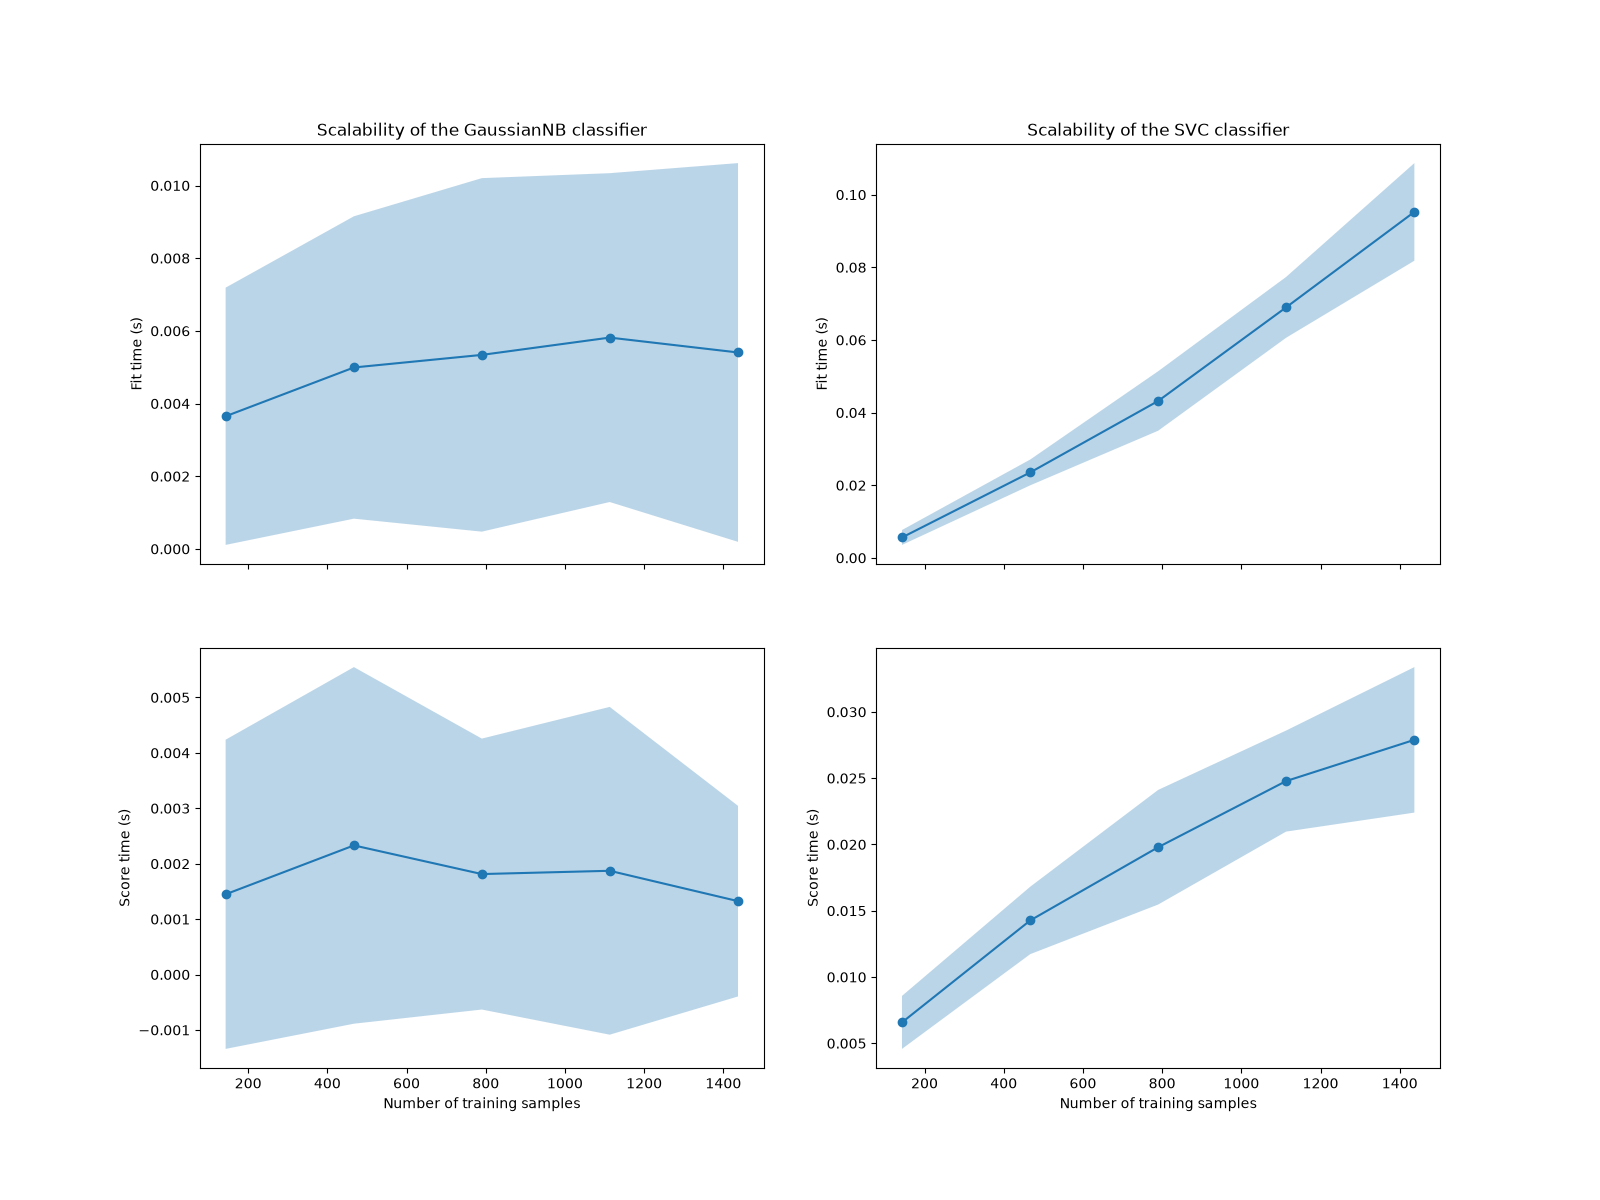 Scalability of the GaussianNB classifier
Scalability of the SVC classifier
Fit time (s)
0.010
0.008
0.006
0.004
0.002
0.000
Fit time (s)
0.10
0.08
0.06
0.04
0.02
0.00
Score time (s)
0.005
0.004
0.003
0.002
0.001
0.000
−0.001
200 400 600 800 1000 1200 1400
Number of training samples
Score time (s)
0.030
0.025
0.020
0.015
0.010
0.005
200 400 600 800 1000 1200 1400
Number of training samples